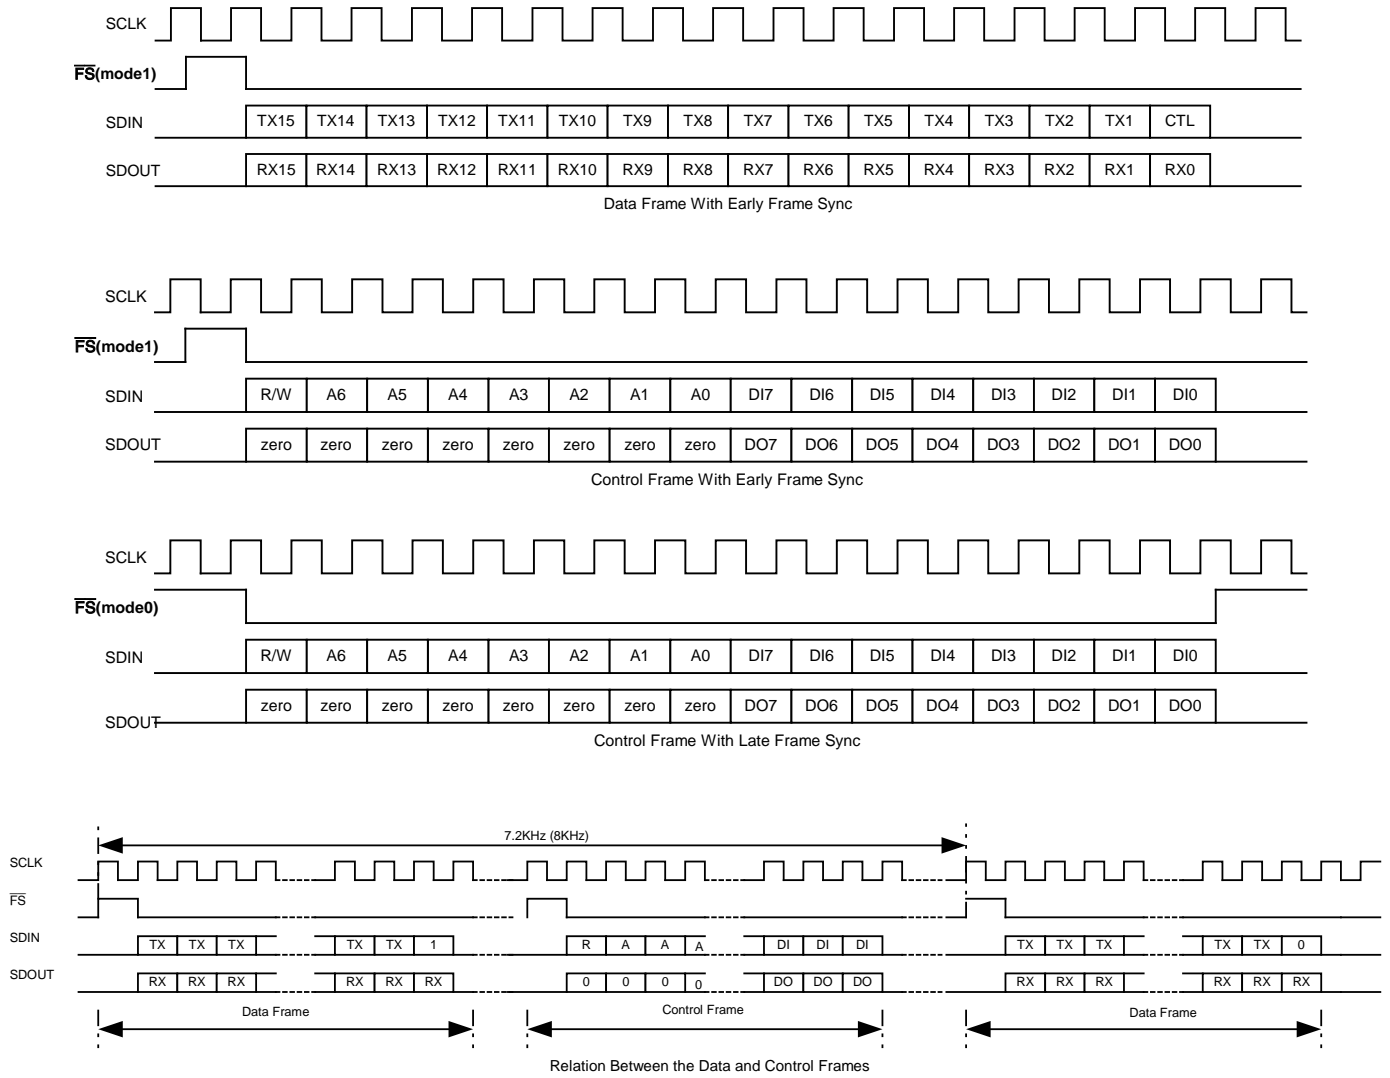 SCLK
FS(mode1)
SDIN TX15 TX14 TX13 TX12 TX11 TX10 TX9 TX8 TX7 TX6 TX5 TX4 TX3 TX2 TX1 CTL
SDOUT RX15 RX14 RX13 RX12 RX11 RX10 RX9 RX8 RX7 RX6 RX5 RX4 RX3 RX2 RX1 RX0
Data Frame With Early Frame Sync
SCLK
FS(mode1)
SDIN R/W A6 A5 A4 A3 A2 A1 A0 DI7 DI6 DI5 DI4 DI3 DI2 DI1 DI0
SDOUT zero zero zero zero zero zero zero zero DO7 DO6 DO5 DO4 DO3 DO2 DO1 DO0
Control Frame With Early Frame Sync
SCLK
FS(mode0)
SDIN R/W A6 A5 A4 A3 A2 A1 A0 DI7 DI6 DI5 DI4 DI3 DI2 DI1 DI0
SDOUT zero zero zero zero zero zero zero zero DO7 DO6 DO5 DO4 DO3 DO2 DO1 DO0
Control Frame With Late Frame Sync
7.2KHz (8KHz)
SCLK
FS
SDIN TX TX TX TX TX 1 R A A A DI DI DI TX TX TX TX TX 0
SDOUT RX RX RX RX RX RX 0 0 0 0 DO DO DO RX RX RX RX RX RX
Data Frame Control Frame Data Frame
Relation Between the Data and Control Frames